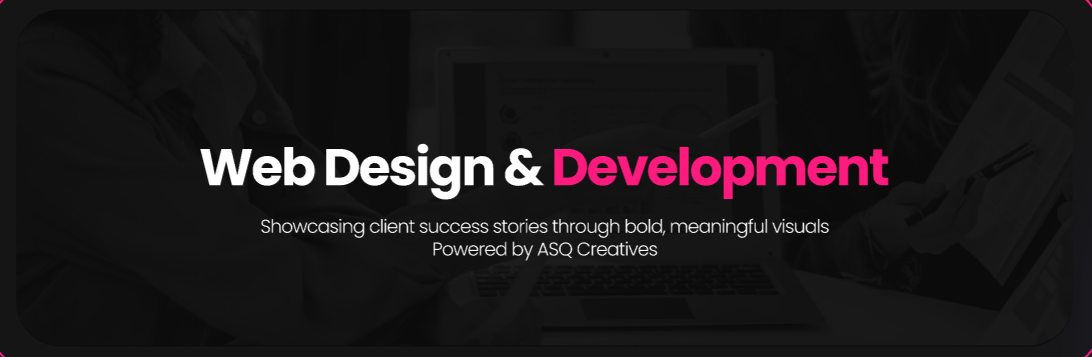 Web Design & Development
Showcasing client success stories through bold, meaningful visuals
Powered by ASQ Creatives